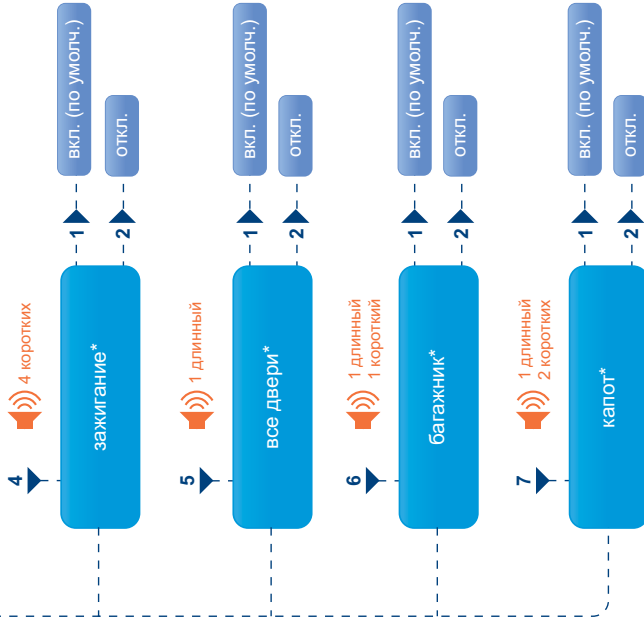 4
4 коротких
зажигание*
1
вкл. (по умолч.)
2
откл.
5
1 длинный
все двери*
1
вкл. (по умолч.)
2
откл.
6
1 длинный
1 короткий
багажник*
1
вкл. (по умолч.)
2
откл.
7
1 длинный
2 коротких
капот*
1
вкл. (по умолч.)
2
откл.